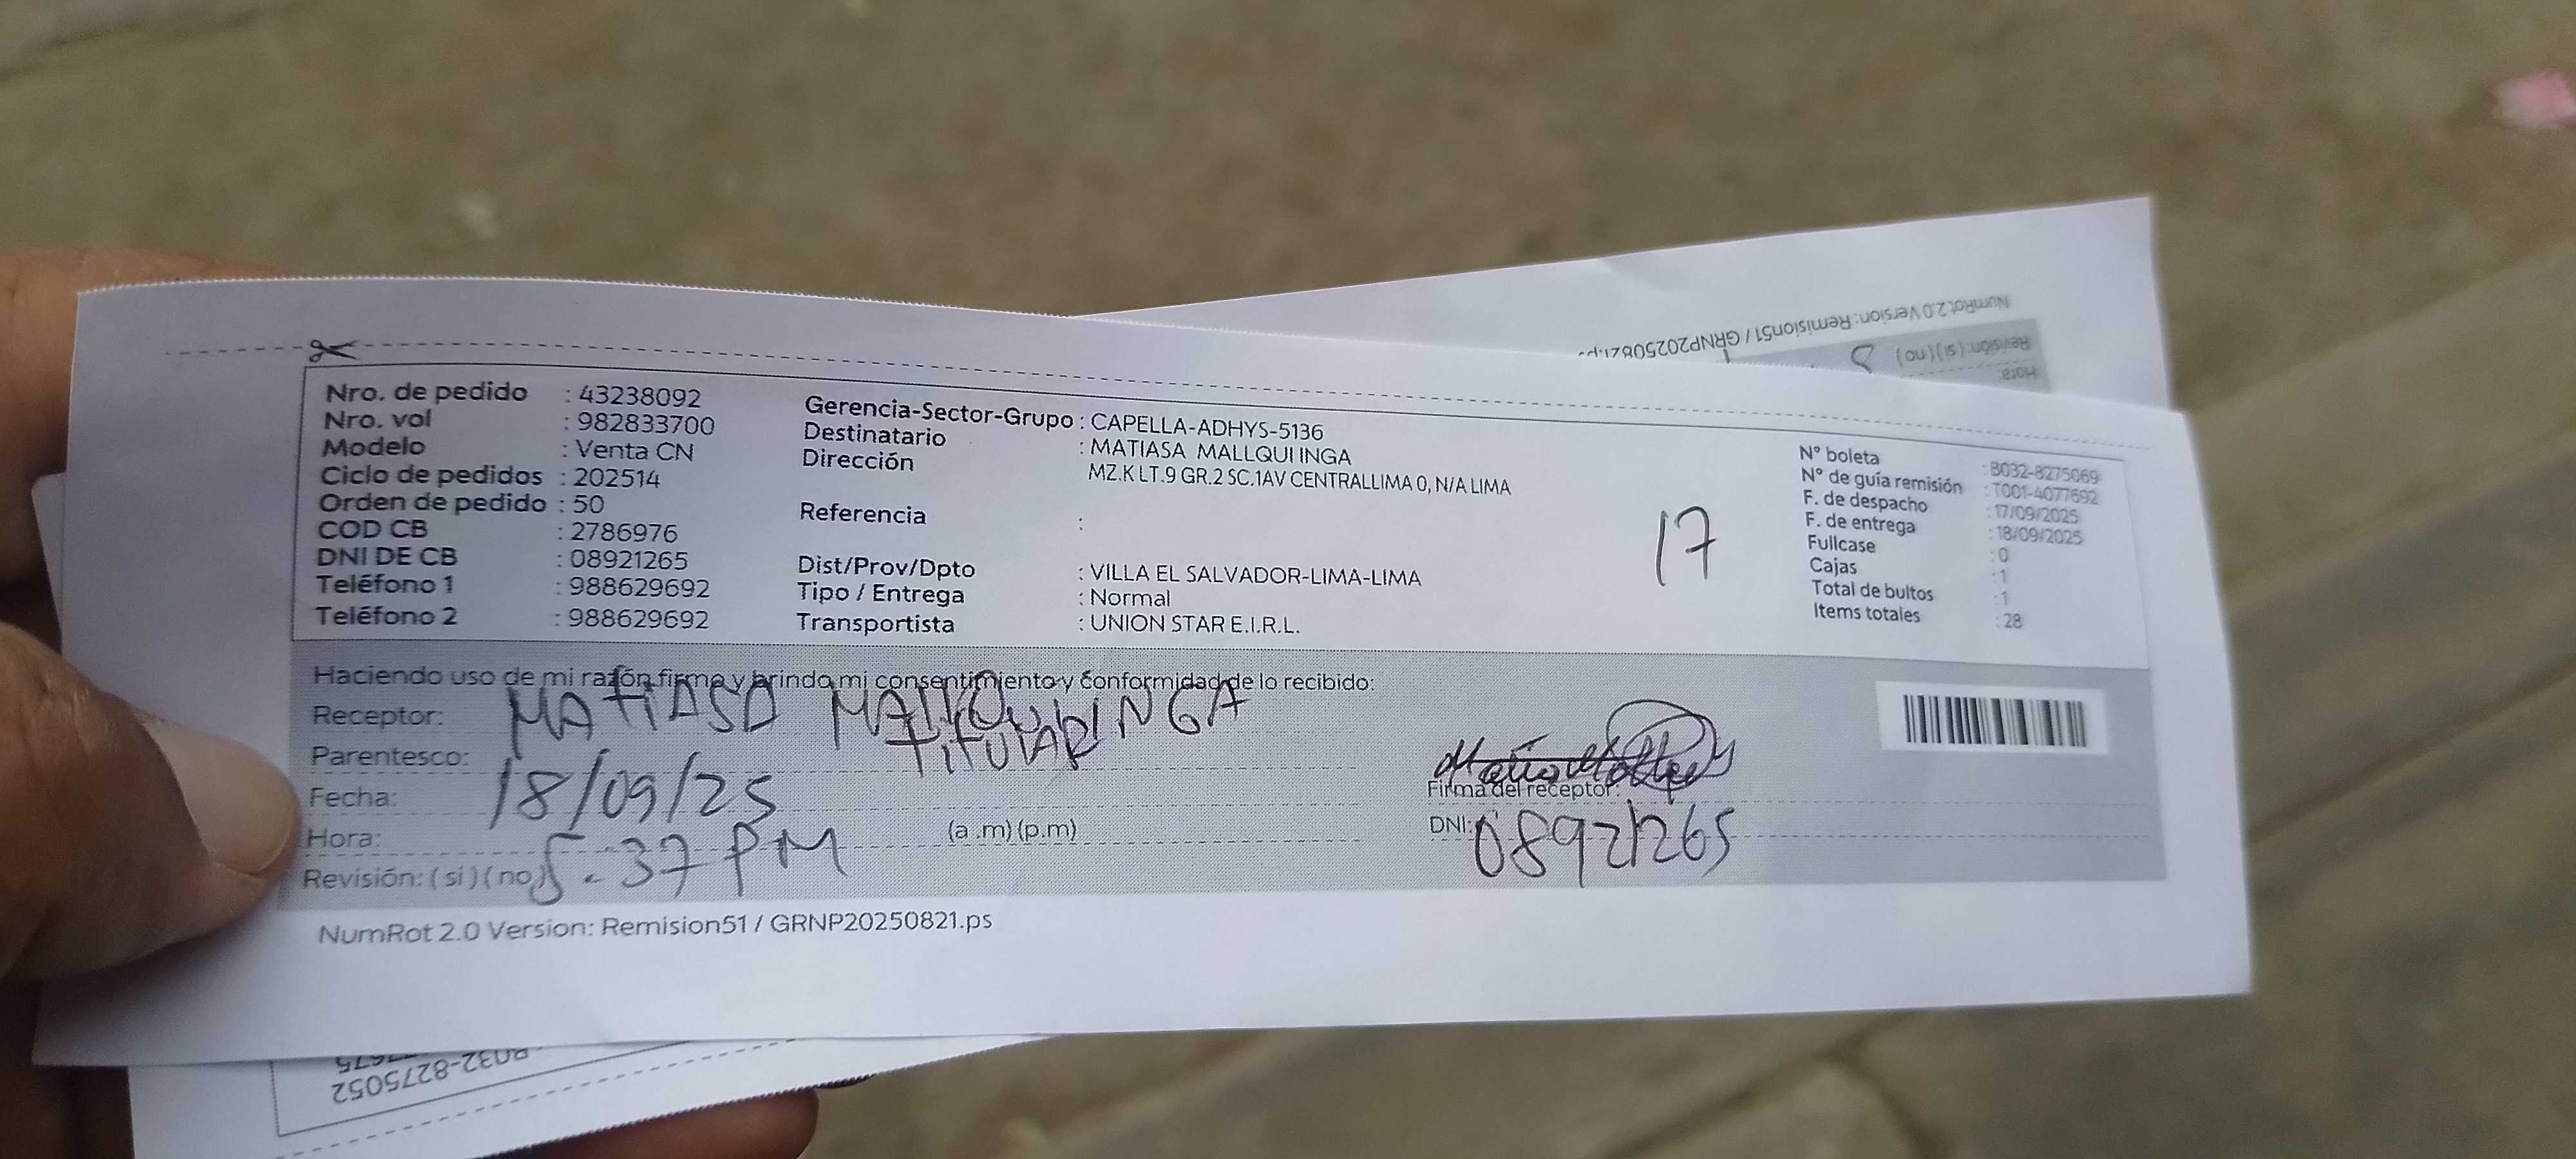 Nro. de pedido : 43238092
Nro. vol : 982833700
Modelo : Venta CN
Ciclo de pedidos : 202514
Orden de pedido : 50
COD CB : 2786976
DNI DE CB : 08921265
Teléfono 1 : 988629692
Teléfono 2 : 988629692
Gerencia-Sector-Grupo : CAPELLA-ADHYS-5136
Destinatario : MATIASA MALLQUI INGA
Dirección : MZ.K LT.9 GR.2 SC.1AV CENTRALLIMA 0, N/A LIMA
Referencia :
Dist/Prov/Dpto : VILLA EL SALVADOR-LIMA-LIMA
Tipo / Entrega : Normal
Transportista : UNION STAR E.I.R.L.
17
N° boleta : B032-8275069
N° de guía remisión : T001-4077692
F. de despacho : 17/09/2025
F. de entrega : 18/09/2025
Fullcase : 0
Cajas : 1
Total de bultos : 1
Items totales : 28
Haciendo uso de mi razón, firmo y brindo mi consentimiento y conformidad de lo recibido:
Receptor: MATIASA MALLQUI INGA
Parentesco: TITULAR
Fecha: 18/09/25
Hora: 5.37 PM (a .m) (p.m)
Revisión: ( si ) ( no )
Firma del receptor:
DNI: 08921265
NumRot 2.0 Version: Remision51 / GRNP20250821.ps
NumRot 2.0 Version: Remision51 / GRNP20250821.ps
Revisión: ( si ) ( no )
Hora:
B032-8275052